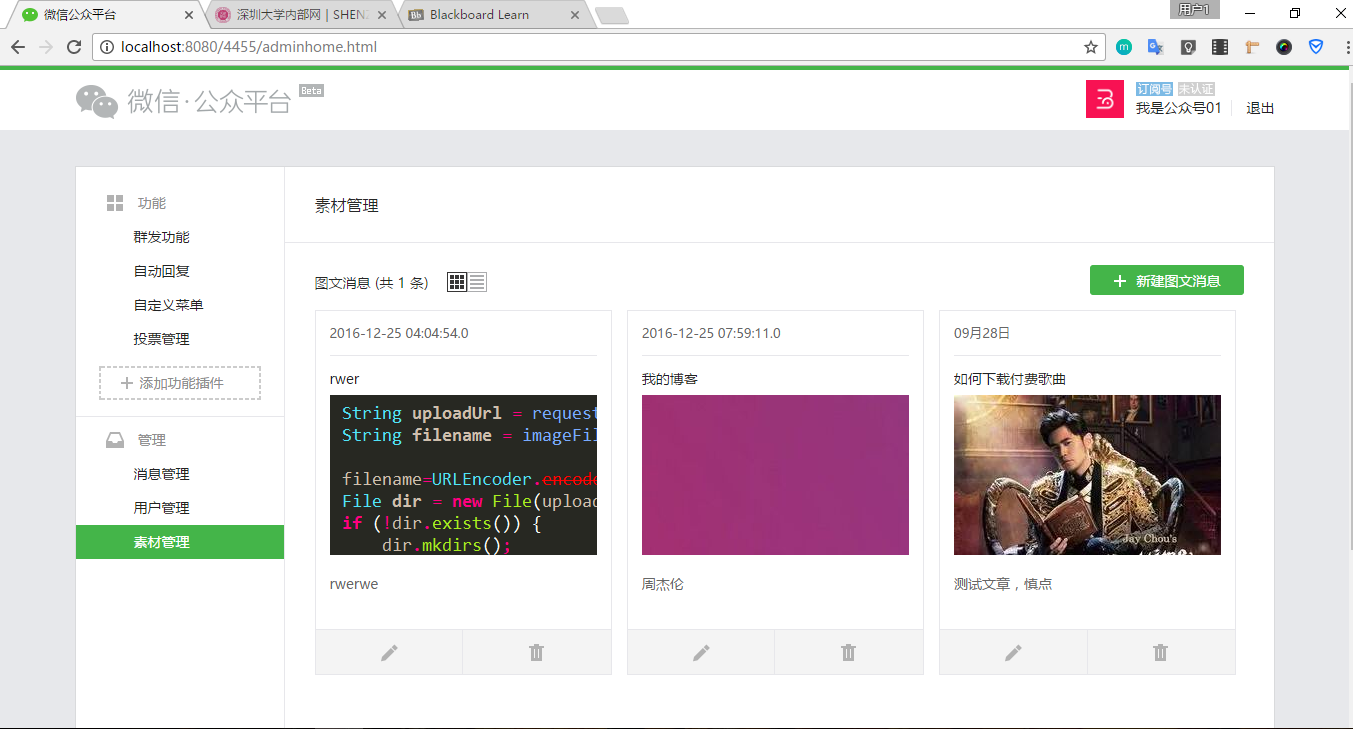 微信公众平台
深圳大学内部网 | SHENZ
Blackboard Learn
用户1
localhost:8080/4455/adminhome.html
微信·公众平台 Beta
订阅号 未认证
我是公众号01 退出
功能
群发功能
自动回复
自定义菜单
投票管理
添加功能插件
管理
消息管理
用户管理
素材管理
素材管理
图文消息 (共 1 条)
新建图文消息
2016-12-25 04:04:54.0
rwer
String uploadUrl = request
String filename = imageFil
filename=URLEncoder.encode
File dir = new File(upload
if (!dir.exists()) {
dir.mkdirs();
rwerwe
2016-12-25 07:59:11.0
我的博客
周杰伦
09月28日
如何下载付费歌曲
Jay Chou's
测试文章，慎点